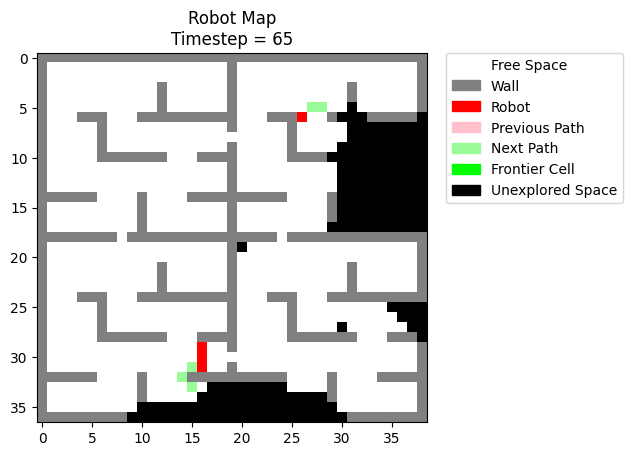 Robot Map
Timestep = 65
Free Space
Wall
Robot
Previous Path
Next Path
Frontier Cell
Unexplored Space
0
5
10
15
20
25
30
35
0
5
10
15
20
25
30
35